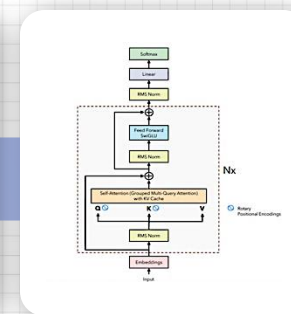 Softmax
Linear
RMS Norm
Feed Forward
SwiGLU
RMS Norm
Self-Attention (Grouped Multi-Query Attention)
with KV Cache
Q K V
Nx
Rotary
Positional Encodings
RMS Norm
Embeddings
Input